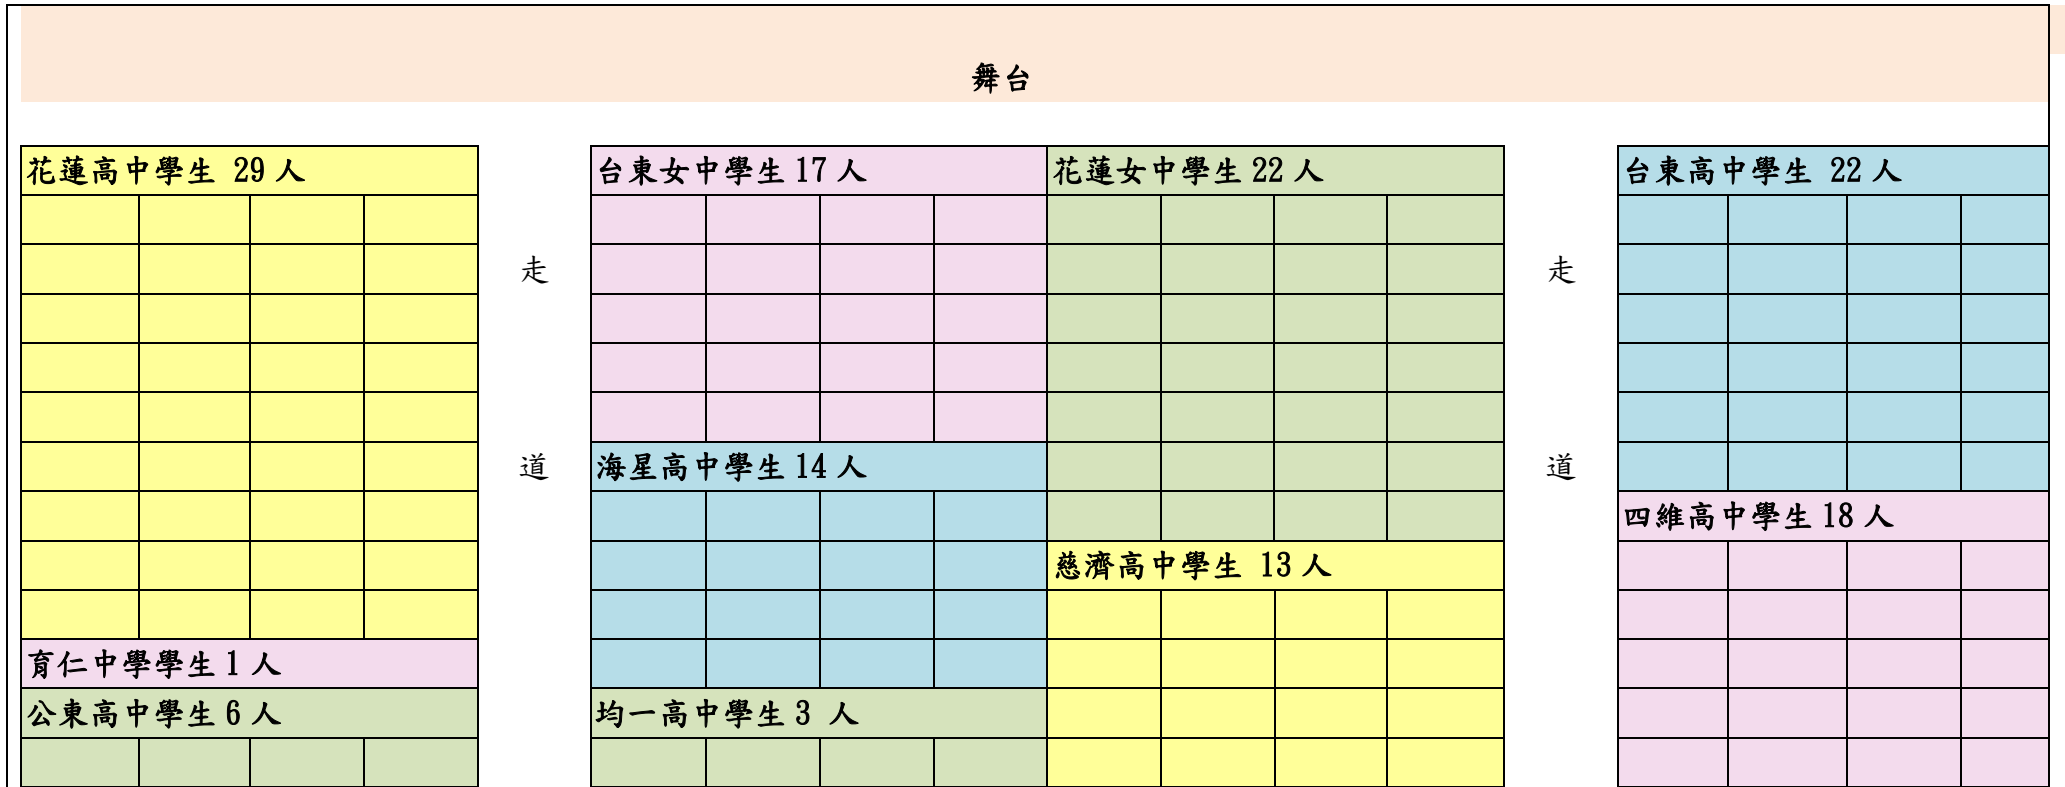 舞台
花蓮高中學生 29 人
台東女中學生 17 人
花蓮女中學生 22 人
台東高中學生 22 人
走
走
道
海星高中學生 14 人
道
四維高中學生 18 人
慈濟高中學生 13 人
育仁中學學生 1 人
公東高中學生 6 人
均一高中學生 3 人